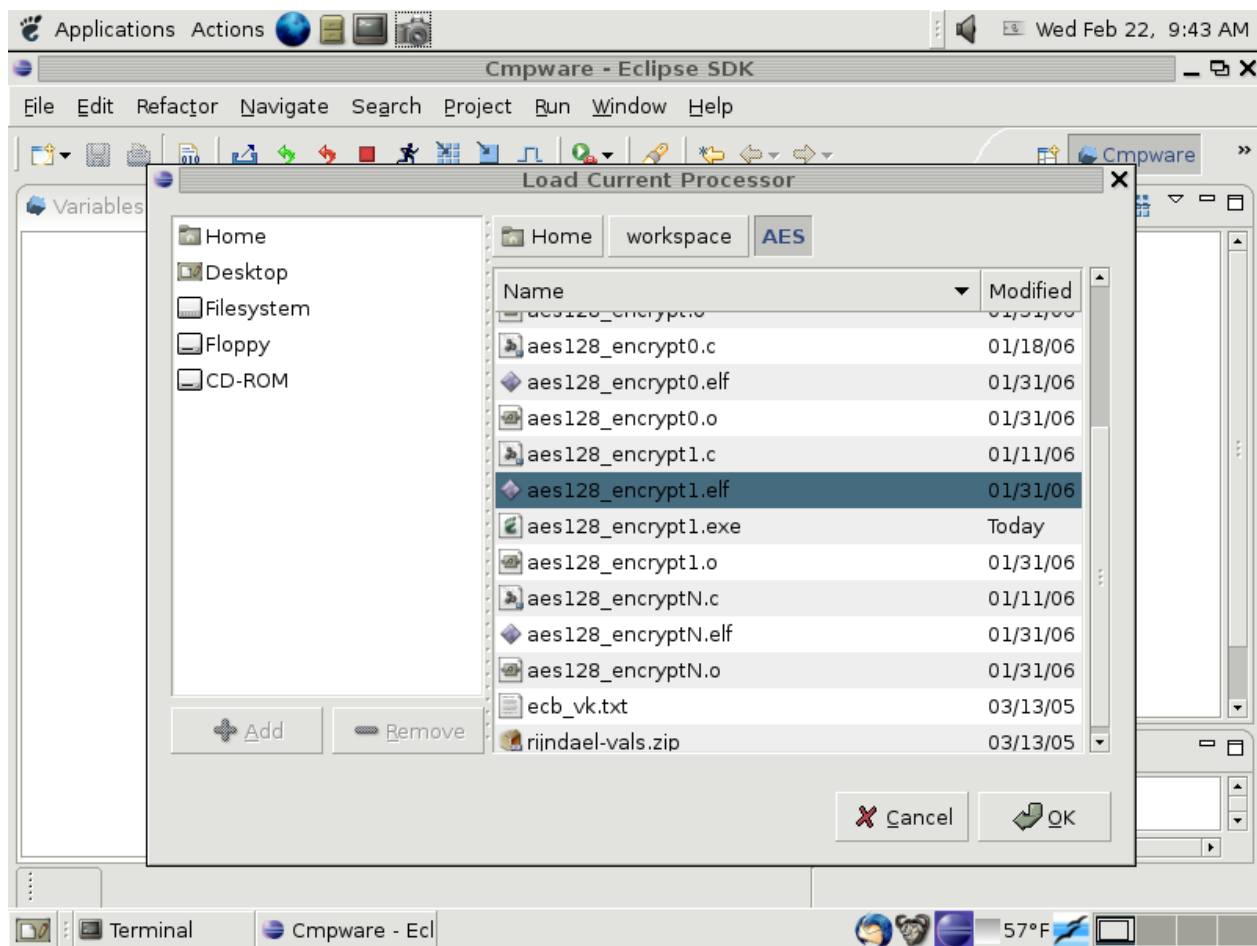 Applications Actions Wed Feb 22, 9:43 AM
Cmpware - Eclipse SDK
File Edit Refactor Navigate Search Project Run Window Help
010 Cmpware »
Load Current Processor
Variables
Home
Desktop
Filesystem
Floppy
CD-ROM
Add Remove
Home workspace AES
Name Modified
aes128_encrypt.o 01/31/06
aes128_encrypt0.c 01/18/06
aes128_encrypt0.elf 01/31/06
aes128_encrypt0.o 01/31/06
aes128_encrypt1.c 01/11/06
aes128_encrypt1.elf 01/31/06
aes128_encrypt1.exe Today
aes128_encrypt1.o 01/31/06
aes128_encryptN.c 01/11/06
aes128_encryptN.elf 01/31/06
aes128_encryptN.o 01/31/06
ecb_vk.txt 03/13/05
rijndael-vals.zip 03/13/05
Cancel OK
Terminal Cmpware - Ecl 57°F